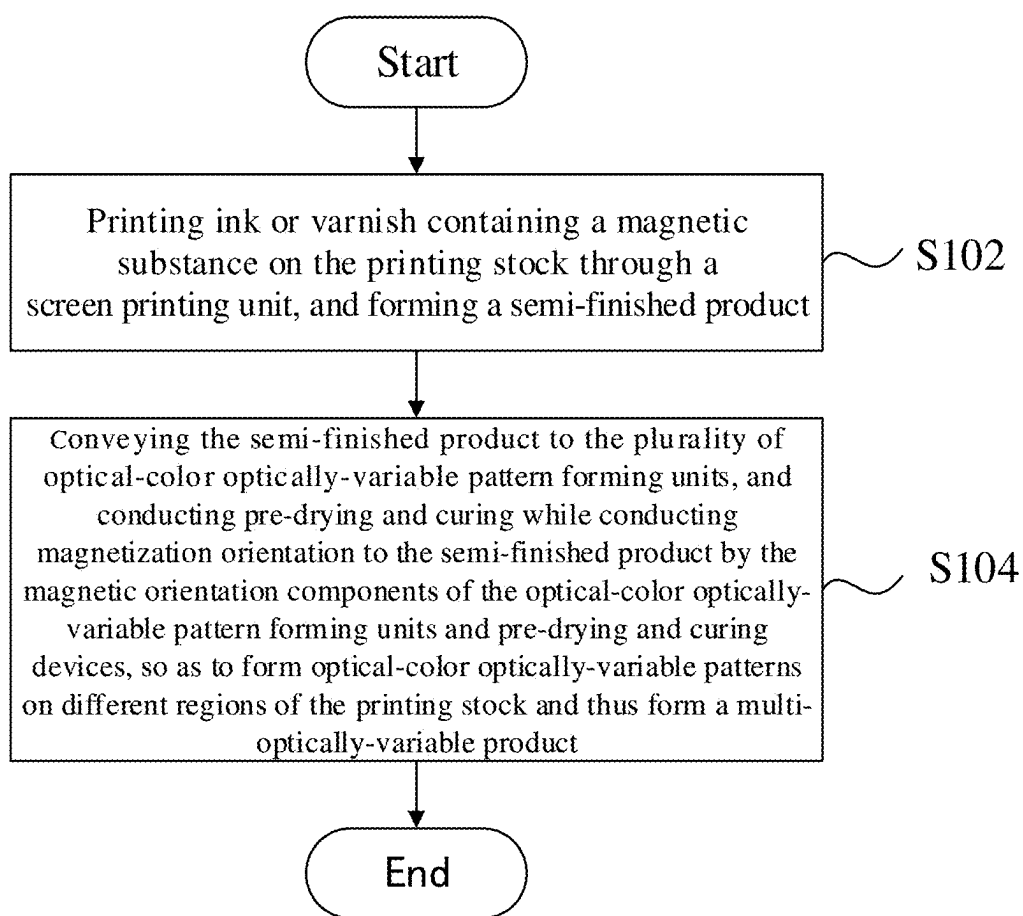 Start
Printing ink or varnish containing a magnetic
substance on the printing stock through a
screen printing unit, and forming a semi-finished product
S102
Conveying the semi-finished product to the plurality of
optical-color optically-variable pattern forming units, and
conducting pre-drying and curing while conducting
magnetization orientation to the semi-finished product by the
magnetic orientation components of the optical-color optically-
variable pattern forming units and pre-drying and curing
devices, so as to form optical-color optically-variable patterns
on different regions of the printing stock and thus form a multi-
optically-variable product
S104
End